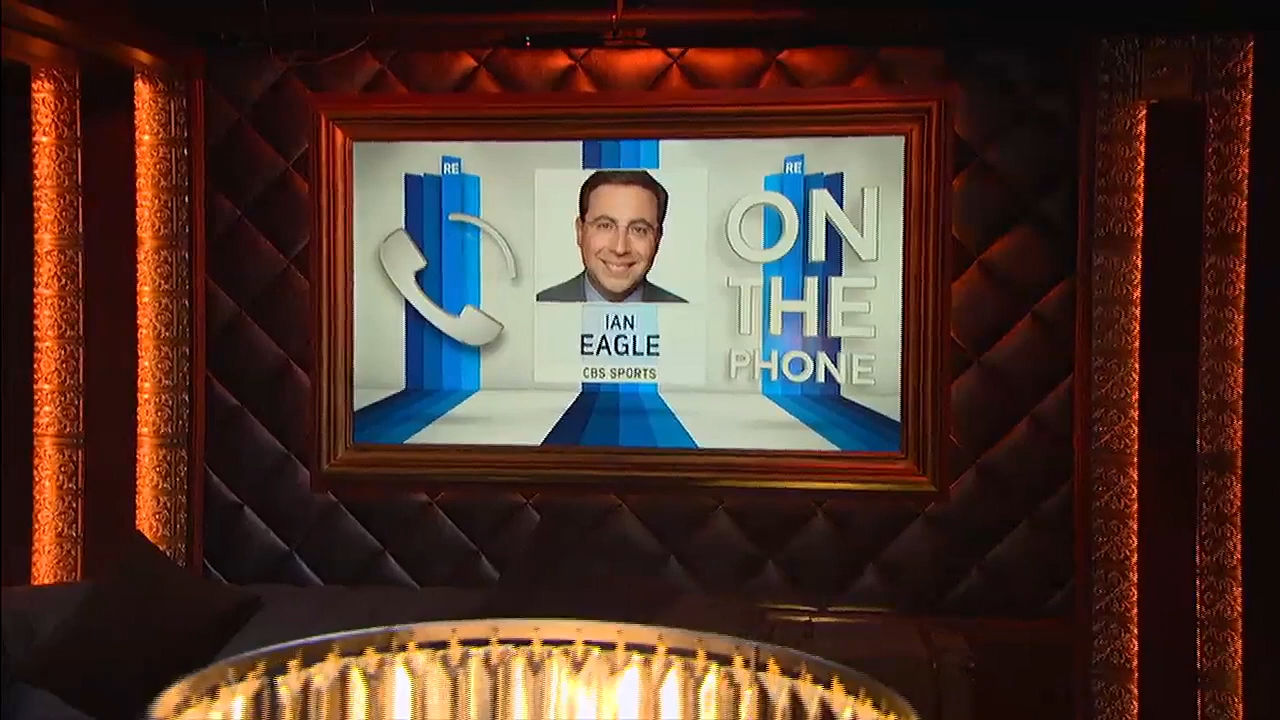 RE
RE
IAN
EAGLE
CBS SPORTS
ON
THE
PHONE